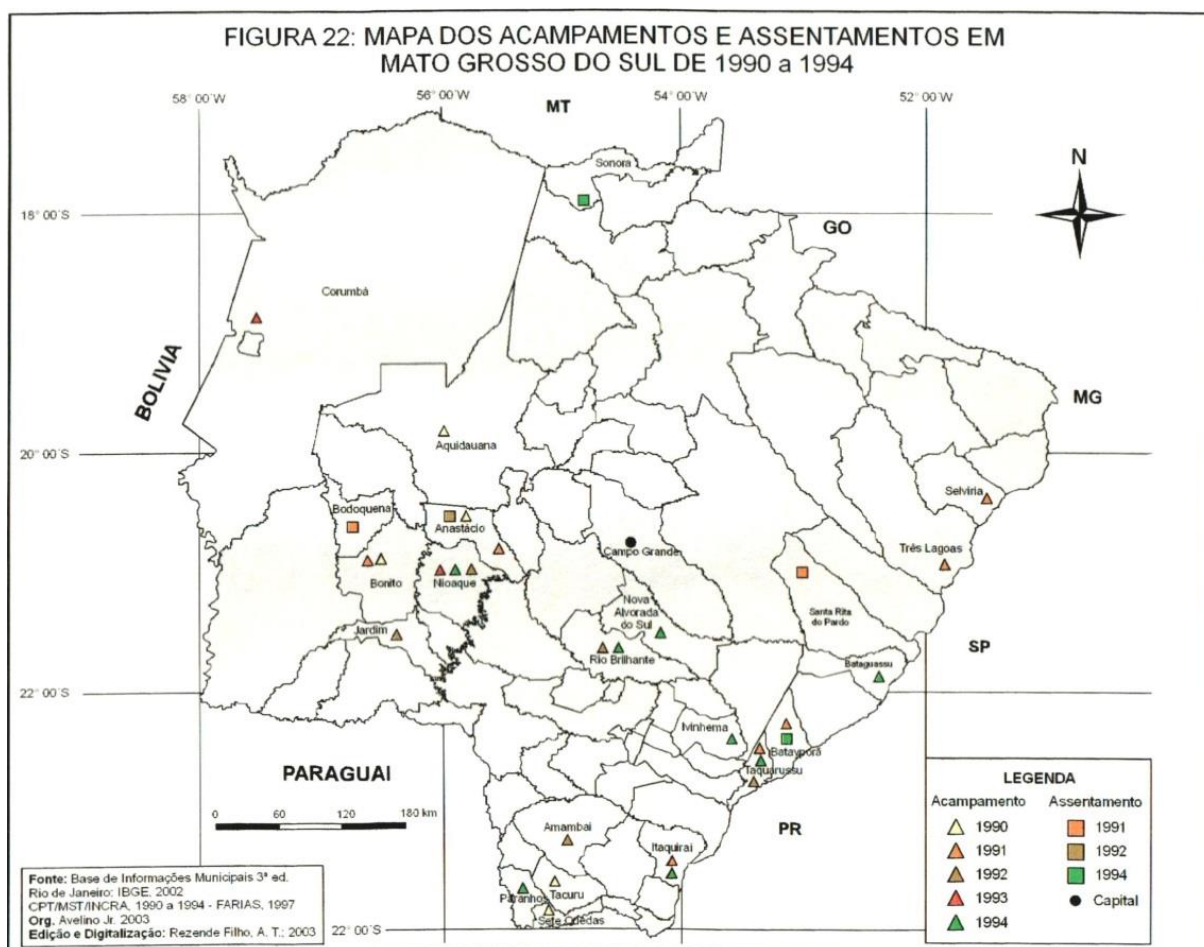 FIGURA 22: MAPA DOS ACAMPAMENTOS E ASSENTAMENTOS EM
MATO GROSSO DO SUL DE 1990 a 1994
58° 00´W
56° 00´W
54° 00´W
52° 00´W
MT
Sonora
N
18° 00´S
GO
Corumbá
BOLIVIA
MG
Aquidauana
20° 00´S
Selvíria
Bodoquena
Anastácio
Campo Grande
Três Lagoas
Bonito
Nioaque
Nova
Alvorada
do Sul
Santa Rita
do Pardo
Jardim
Rio Brilhante
SP
Bataguassu
22° 00´S
Ivinhema
Batayporã
Taquarussu
PARAGUAI
0 60 120 180 km
PR
Amambai
Itaquiraí
Tacuru
Paranhos
Sete Quedas
22° 00´S
LEGENDA
Acampamento Assentamento
1990 1991
1991 1992
1992 1994
1993 Capital
1994
Fonte: Base de Informações Municipais 3ª ed.
Rio de Janeiro: IBGE, 2002
CPT/MST/INCRA, 1990 a 1994 - FARIAS, 1997
Org. Avelino Jr. 2003
Edição e Digitalização: Rezende Filho, A. T.; 2003